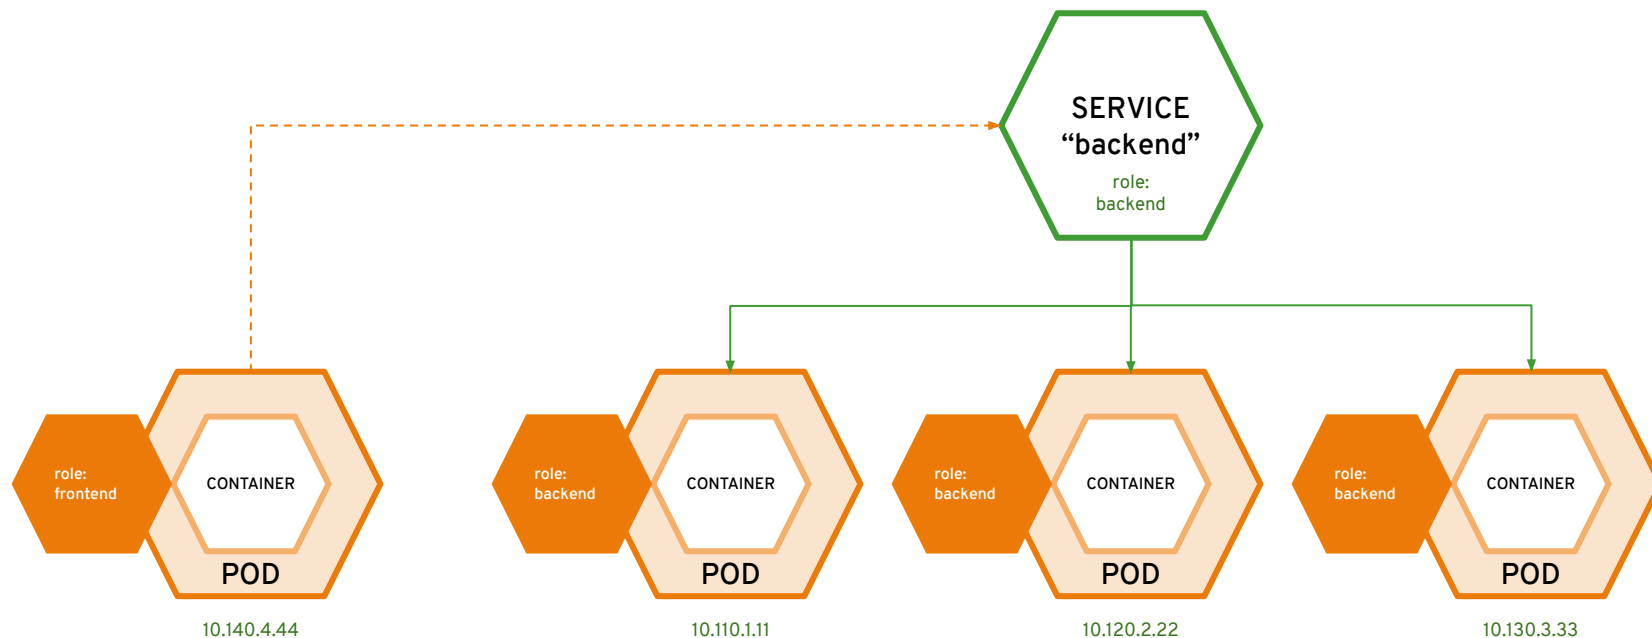 SERVICE
“backend”
role:
backend
role:
frontend
CONTAINER
POD
10.140.4.44
role:
backend
CONTAINER
POD
10.110.1.11
role:
backend
CONTAINER
POD
10.120.2.22
role:
backend
CONTAINER
POD
10.130.3.33